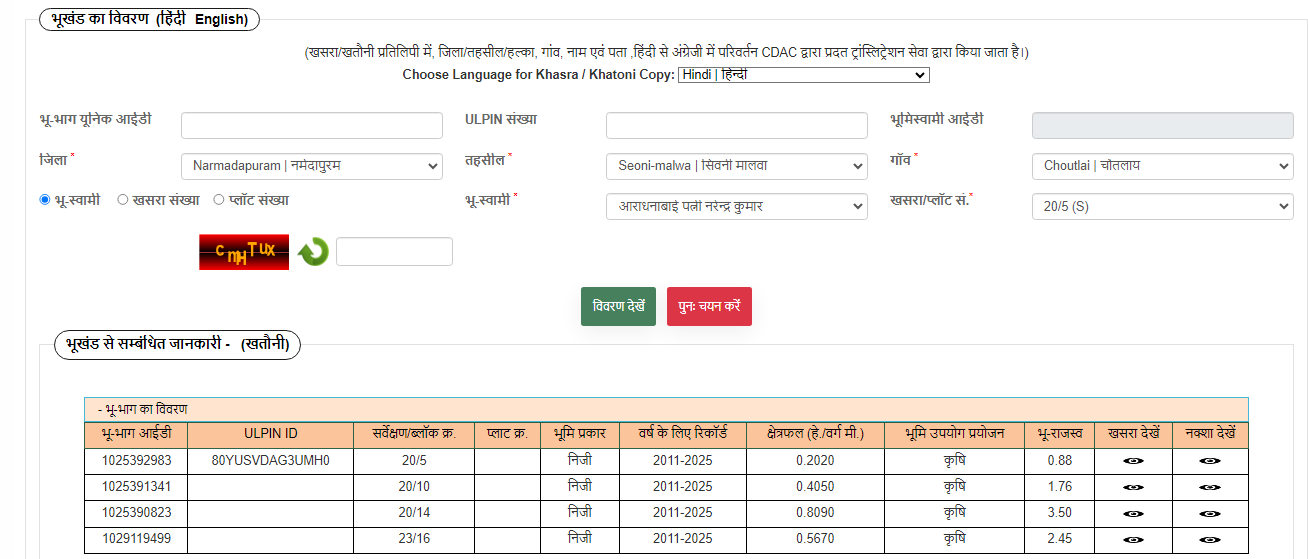 भूखंड का विवरण (हिंदी English)
(खसरा/खतौनी प्रतिलिपी में, जिला/तहसील/हल्का, गांव, नाम एवं पता ,हिंदी से अंग्रेजी में परिवर्तन CDAC द्वारा प्रदत ट्रांस्लिट्रेशन सेवा द्वारा किया जाता है।)
Choose Language for Khasra / Khatoni Copy: Hindi | हिन्दी
भू-भाग यूनिक आईडी ULPIN संख्या भूमिस्वामी आईडी
जिला * Narmadapuram | नर्मदापुरम तहसील * Seoni-malwa | सिवनी मालवा गाँव * Choutlai | चौतलाय
भू-स्वामी खसरा संख्या प्लॉट संख्या भू-स्वामी * आराधनाबाई पत्नी नरेन्द्र कुमार खसरा/प्लॉट सं.* 20/5 (S)
cmHTux
विवरण देखें पुनः चयन करें
भूखंड से सम्बंधित जानकारी - (खतौनी)
- भू-भाग का विवरण
भू-भाग आईडी ULPIN ID सर्वेक्षण/ब्लॉक क्र. प्लाट क्र. भूमि प्रकार वर्ष के लिए रिकॉर्ड क्षेत्रफल (हे./वर्ग मी.) भूमि उपयोग प्रयोजन भू-राजस्व खसरा देखें नक्शा देखें
1025392983 80YUSVDAG3UMH0 20/5 निजी 2011-2025 0.2020 कृषि 0.88
1025391341 20/10 निजी 2011-2025 0.4050 कृषि 1.76
1025390823 20/14 निजी 2011-2025 0.8090 कृषि 3.50
1029119499 23/16 निजी 2011-2025 0.5670 कृषि 2.45